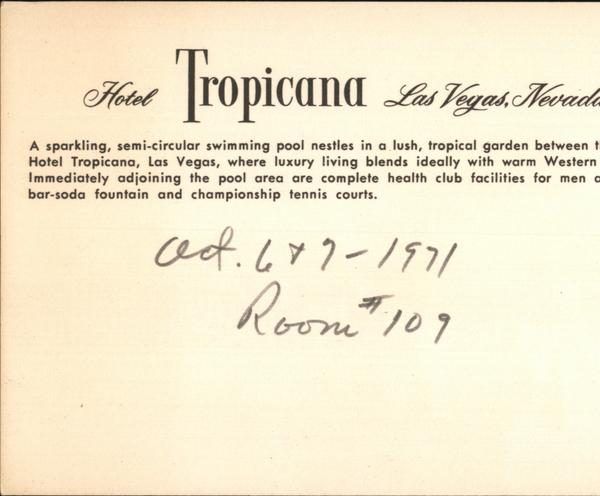 Hotel Tropicana Las Vegas, Nevada
A sparkling, semi-circular swimming pool nestles in a lush, tropical garden between t
Hotel Tropicana, Las Vegas, where luxury living blends ideally with warm Western
Immediately adjoining the pool area are complete health club facilities for men a
bar-soda fountain and championship tennis courts.
Oct. 6 & 7 - 1971
Room # 109